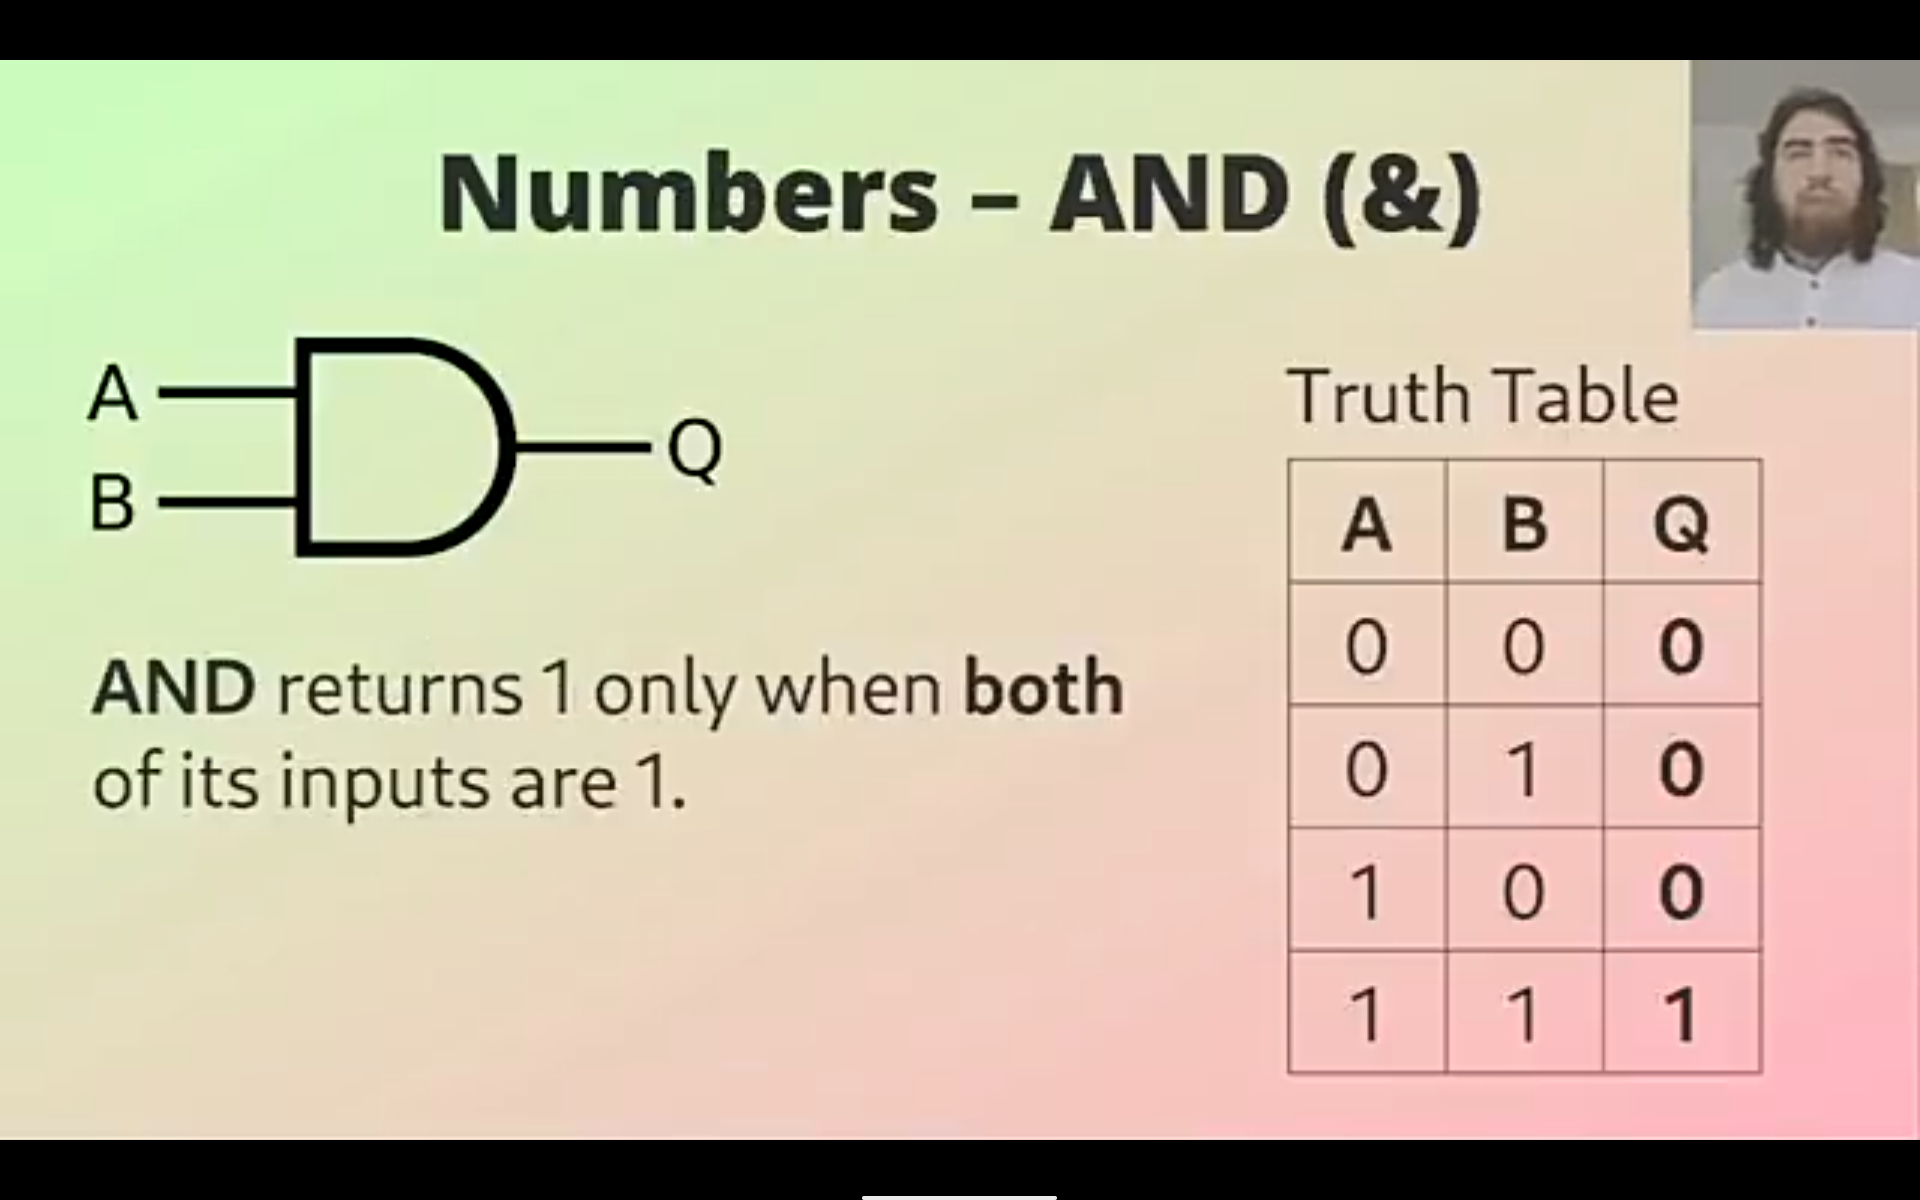 Numbers – AND (&)
A
B
Q
AND returns 1 only when both
of its inputs are 1.
Truth Table
A B Q
0 0 0
0 1 0
1 0 0
1 1 1